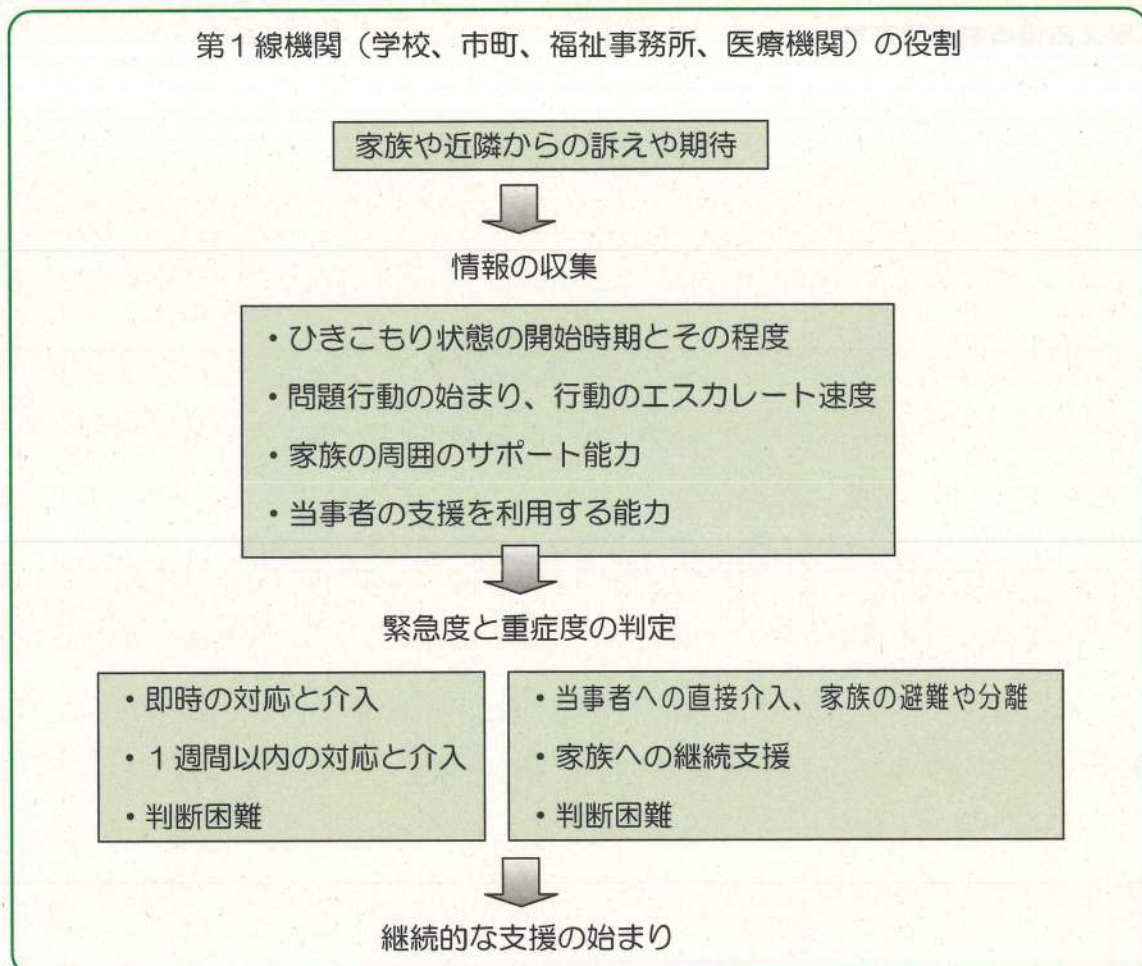 第1線機関（学校、市町、福祉事務所、医療機関）の役割
家族や近隣からの訴えや期待
情報の収集
・ひきこもり状態の開始時期とその程度
・問題行動の始まり、行動のエスカレート速度
・家族の周囲のサポート能力
・当事者の支援を利用する能力
緊急度と重症度の判定
・即時の対応と介入
・1週間以内の対応と介入
・判断困難
・当事者への直接介入、家族の避難や分離
・家族への継続支援
・判断困難
継続的な支援の始まり